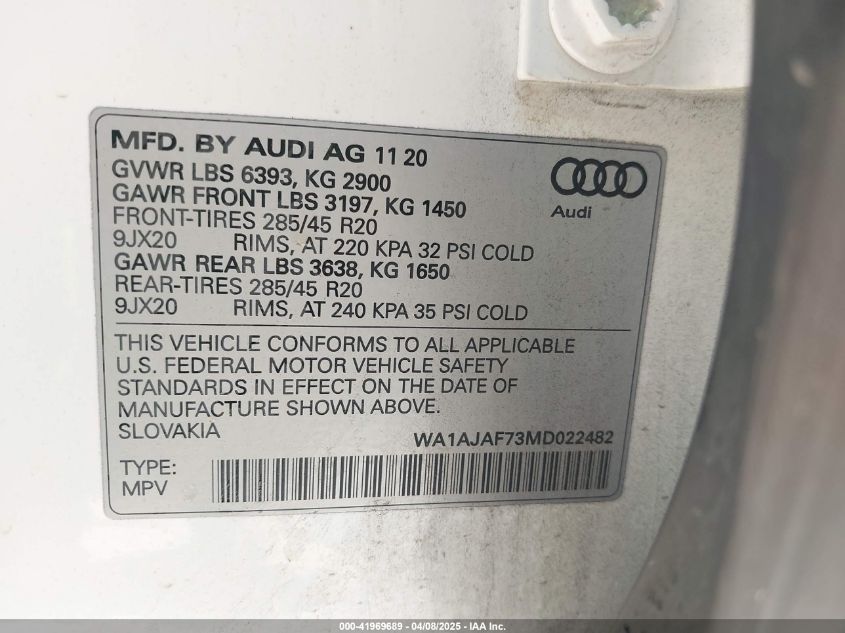 MFD. BY AUDI AG 11 20
GVWR LBS 6393, KG 2900
GAWR FRONT LBS 3197, KG 1450
FRONT-TIRES 285/45 R20
9JX20 RIMS, AT 220 KPA 32 PSI COLD
GAWR REAR LBS 3638, KG 1650
REAR-TIRES 285/45 R20
9JX20 RIMS, AT 240 KPA 35 PSI COLD
Audi
THIS VEHICLE CONFORMS TO ALL APPLICABLE
U.S. FEDERAL MOTOR VEHICLE SAFETY
STANDARDS IN EFFECT ON THE DATE OF
MANUFACTURE SHOWN ABOVE.
SLOVAKIA
WA1AJAF73MD022482
TYPE:
MPV
000-41969689 - 04/08/2025 - IAA Inc.